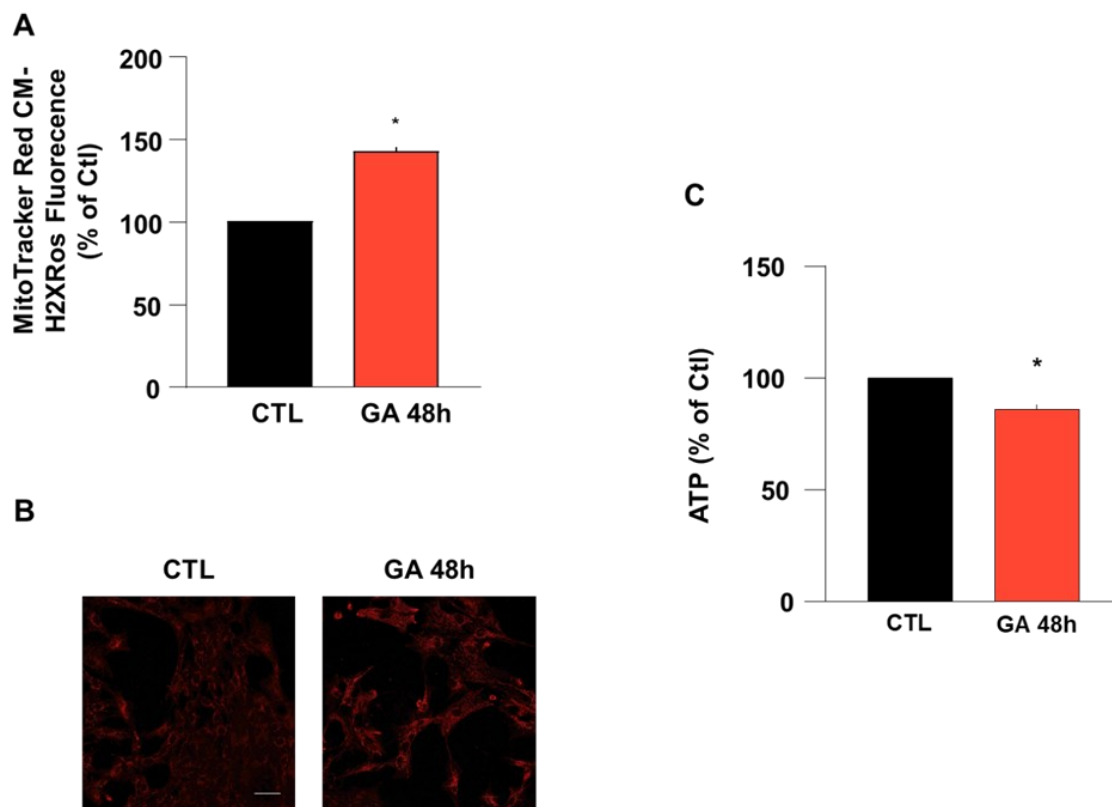 A
MitoTracker Red CM-
H2XRos Fluorecence
(% of Ctl)
200
150
100
50
0
*
CTL
GA 48h
B
CTL
GA 48h
C
ATP (% of Ctl)
150
100
50
0
*
CTL
GA 48h